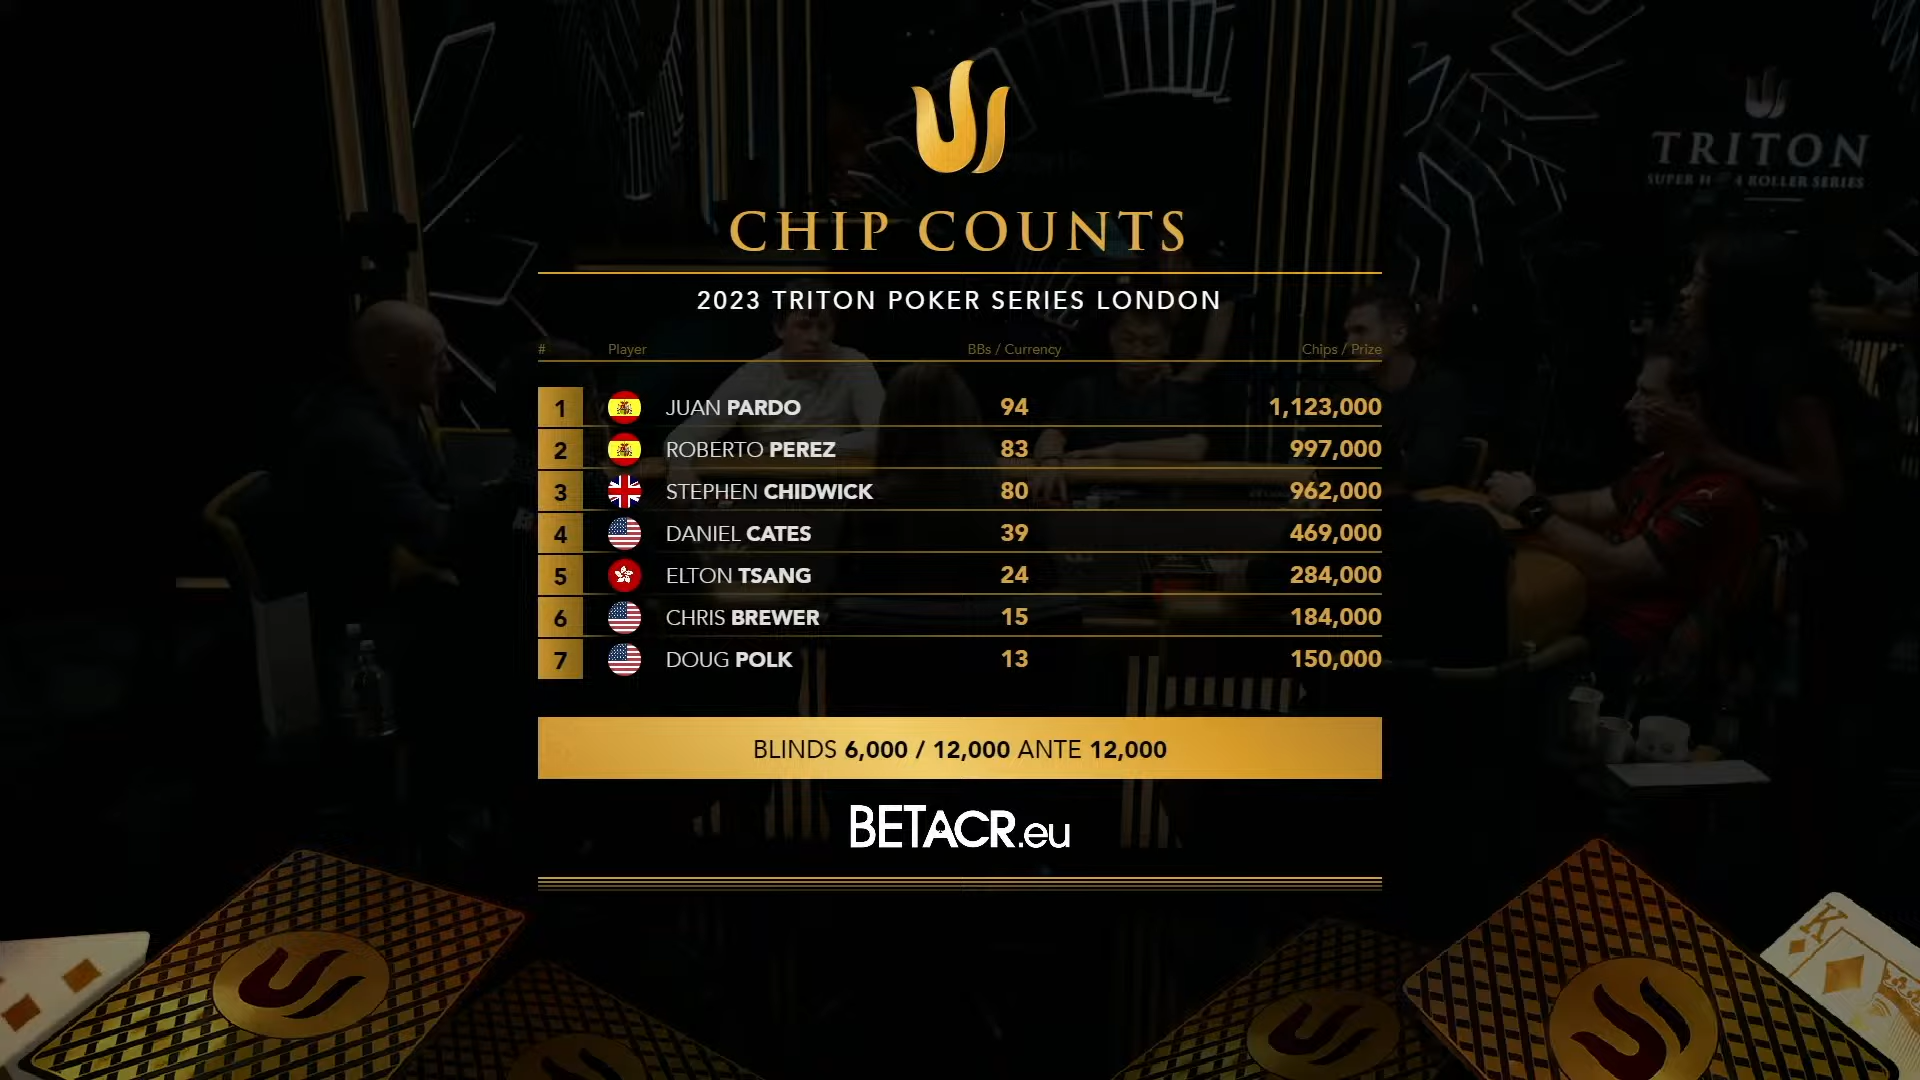 TRITON
CHIP COUNTS
2023 TRITON POKER SERIES LONDON
# Player BBs / Currency Chips / Prize
1 JUAN PARDO 94 1,123,000
2 ROBERTO PEREZ 83 997,000
3 STEPHEN CHIDWICK 80 962,000
4 DANIEL CATES 39 469,000
5 ELTON TSANG 24 284,000
6 CHRIS BREWER 15 184,000
7 DOUG POLK 13 150,000
BLINDS 6,000 / 12,000 ANTE 12,000
BETACR.eu
K